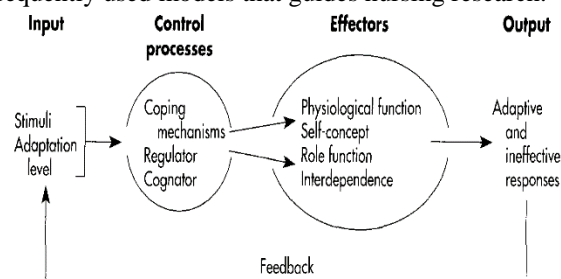 frequently used models that guides nursing research.
Input
Control
processes
Effectors
Output
Stimuli
Adaptation
level
Coping
mechanisms
Regulator
Cognator
Physiological function
Self-concept
Role function
Interdependence
Adaptive
and
ineffective
responses
Feedback